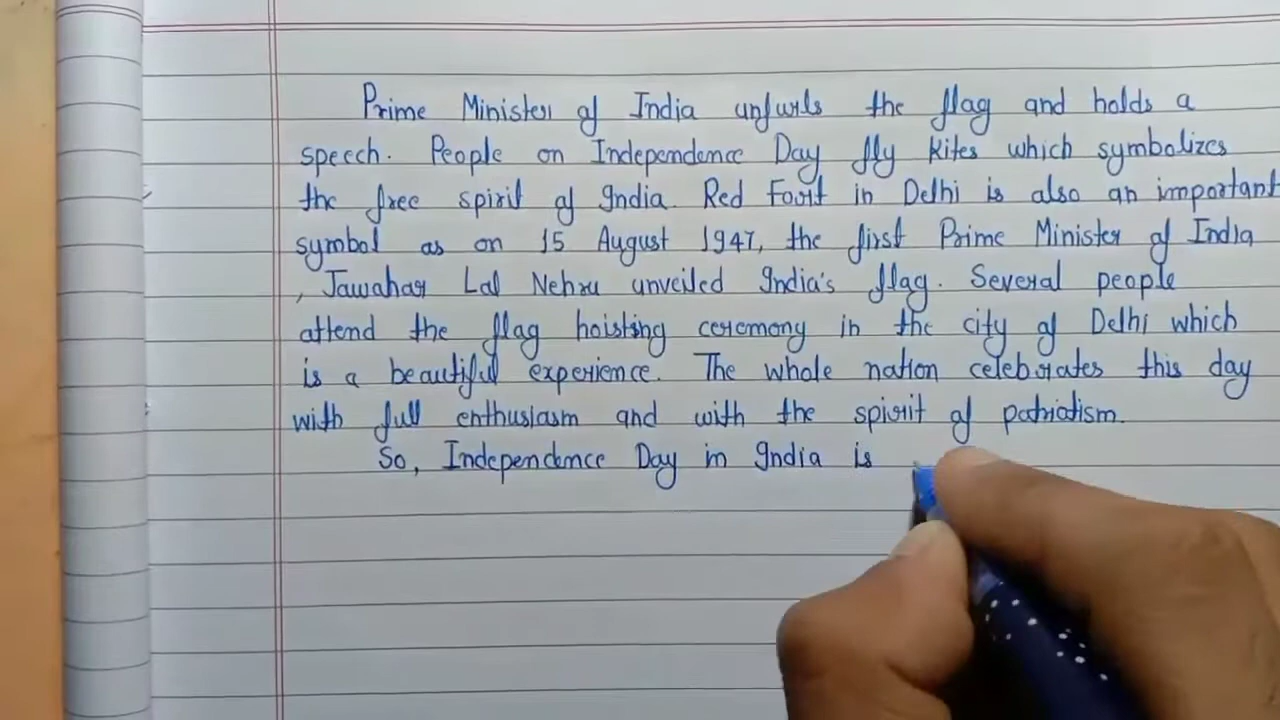 Prime Minister of India unfurls the flag and holds a
speech. People on Independence Day fly kites which symbolizes
the free spirit of India. Red Fort in Delhi is also an important
symbol as on 15 August 1947, the first Prime Minister of India
, Jawahar Lal Nehru unveiled India's flag. Several people
attend the flag hoisting ceremony in the city of Delhi which
is a beautiful experience. The whole nation celebrates this day
with full enthusiasm and with the spirit of patriotism.
So, Independence Day in India is